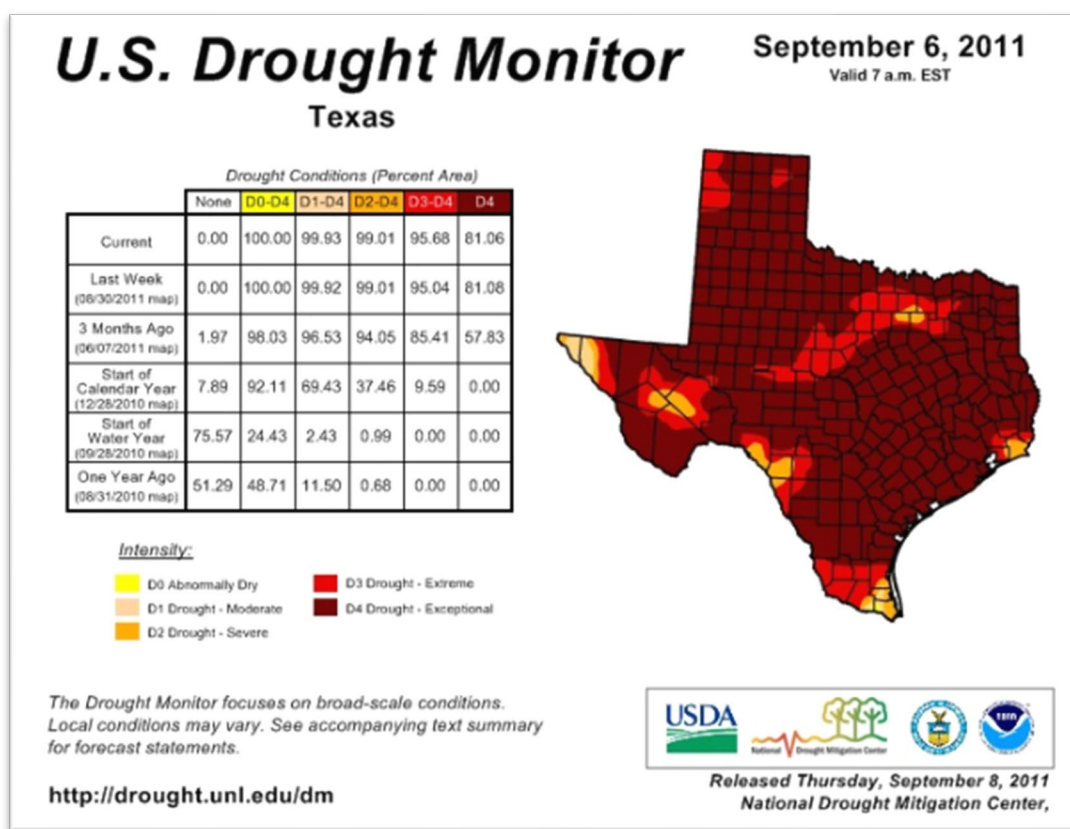 U.S. Drought Monitor
Texas
September 6, 2011
Valid 7 a.m. EST
Drought Conditions (Percent Area)
None D0-D4 D1-D4 D2-D4 D3-D4 D4
Current 0.00 100.00 99.93 99.01 95.68 81.06
Last Week
(08/30/2011 map) 0.00 100.00 99.92 99.01 95.04 81.08
3 Months Ago
(06/07/2011 map) 1.97 98.03 96.53 94.05 85.41 57.83
Start of
Calendar Year
(12/28/2010 map) 7.89 92.11 69.43 37.46 9.59 0.00
Start of
Water Year
(09/28/2010 map) 75.57 24.43 2.43 0.99 0.00 0.00
One Year Ago
(08/31/2010 map) 51.29 48.71 11.50 0.68 0.00 0.00
Intensity:
D0 Abnormally Dry
D1 Drought - Moderate
D2 Drought - Severe
D3 Drought - Extreme
D4 Drought - Exceptional
The Drought Monitor focuses on broad-scale conditions.
Local conditions may vary. See accompanying text summary
for forecast statements.
http://drought.unl.edu/dm
USDA
National Drought Mitigation Center
Released Thursday, September 8, 2011
National Drought Mitigation Center,